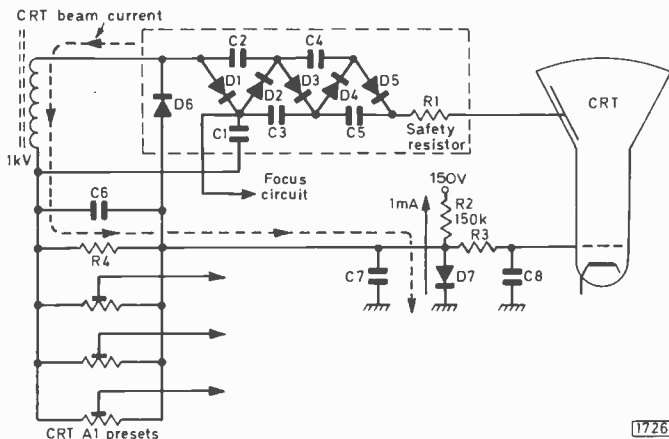 CRT beam current
C2
C4
D1
D2
D3
D4
D5
D6
C1
C3
C5
R1
Safety
resistor
CRT
1kV
Focus
circuit
C6
R4
150V
1mA
R2
150k
R3
C7
D7
C8
CRT A1 presets
1726